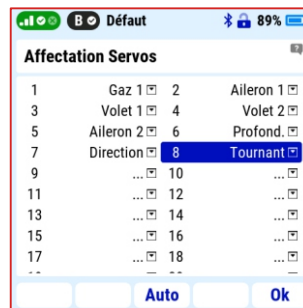 B Défaut 89%
Affectation Servos
1 Gaz 1 2 Aileron 1
3 Volet 1 4 Volet 2
5 Aileron 2 6 Profond.
7 Direction 8 Tournant
9 ... 10 ...
11 ... 12 ...
13 ... 14 ...
15 ... 16 ...
17 ... 18 ...
Auto Ok